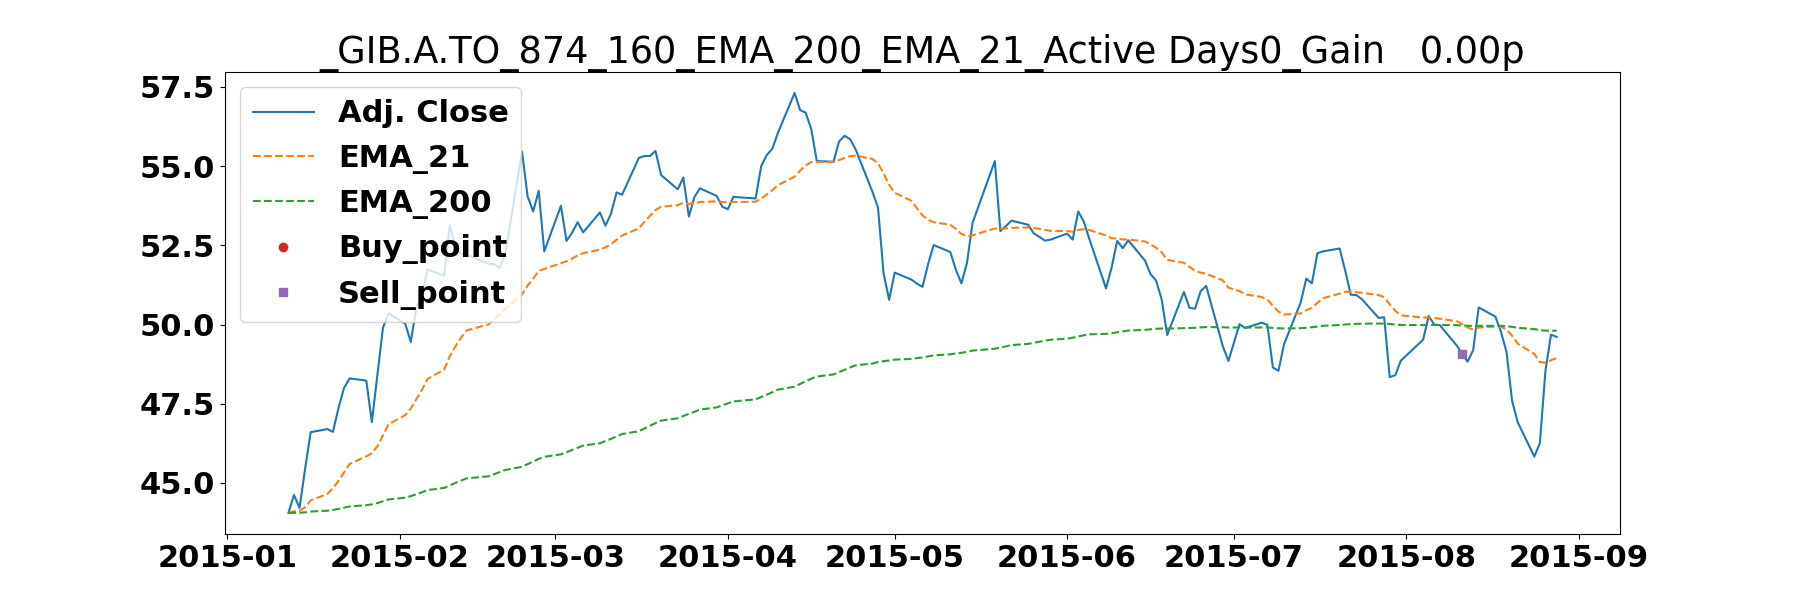 _GIB.A.TO_874_160_EMA_200_EMA_21_Active Days0_Gain   0.00p
57.5
55.0
52.5
50.0
47.5
45.0
Adj. Close
EMA_21
EMA_200
Buy_point
Sell_point
2015-01 2015-02 2015-03 2015-04 2015-05 2015-06 2015-07 2015-08 2015-09